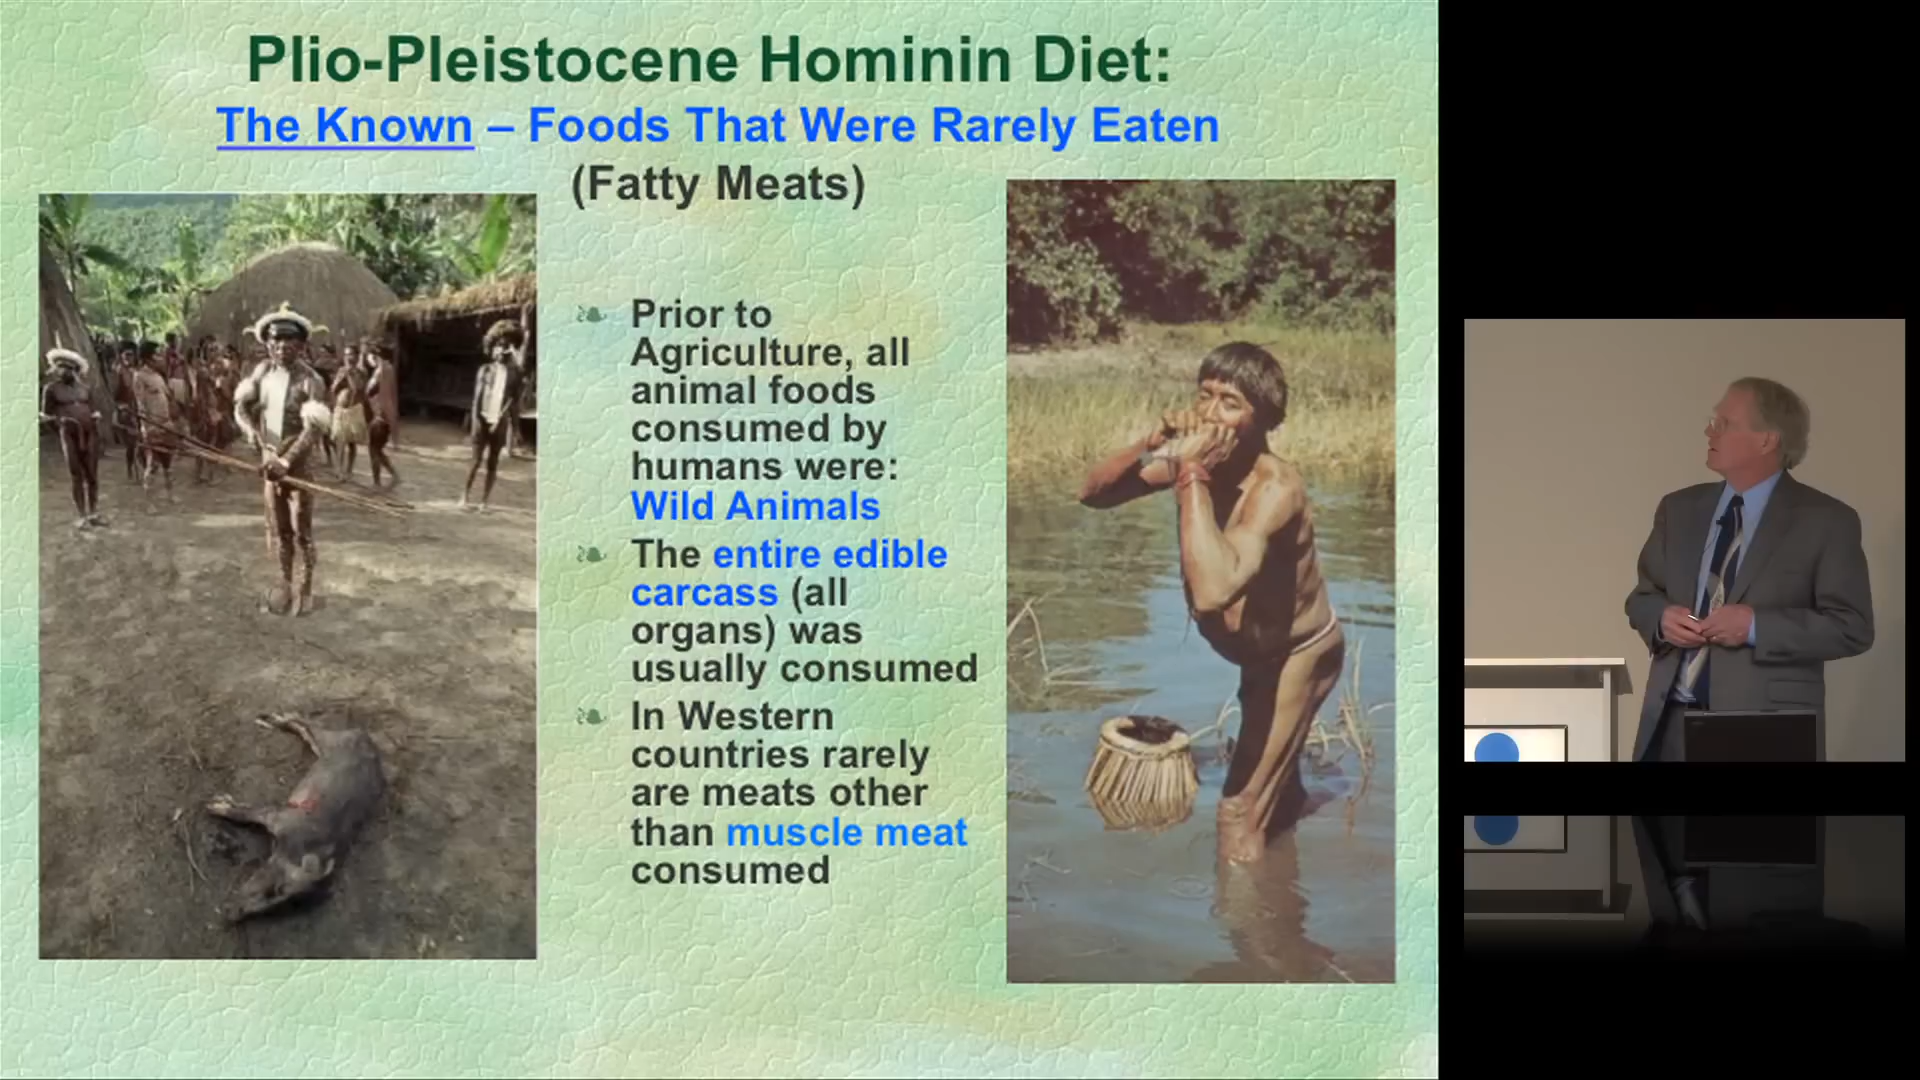 Plio-Pleistocene Hominin Diet:
The Known – Foods That Were Rarely Eaten
(Fatty Meats)
Prior to
Agriculture, all
animal foods
consumed by
humans were:
Wild Animals
The entire edible
carcass (all
organs) was
usually consumed
In Western
countries rarely
are meats other
than muscle meat
consumed